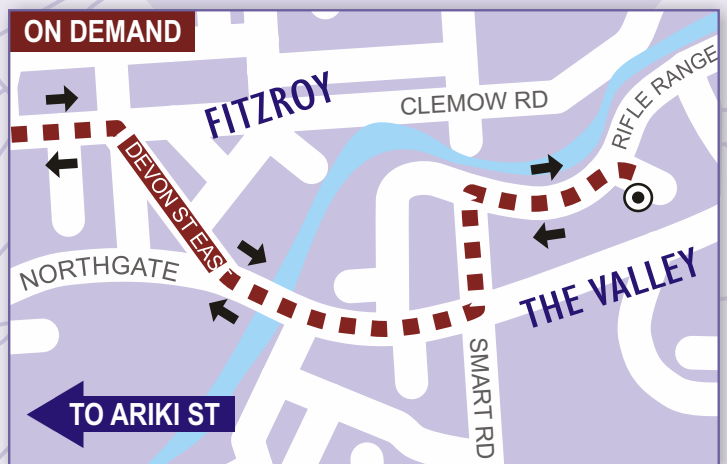 ON DEMAND
FITZROY
CLEMOW RD
RIFLE RANGE
DEVON ST EAST
NORTHGATE
THE VALLEY
SMART RD
TO ARIKI ST